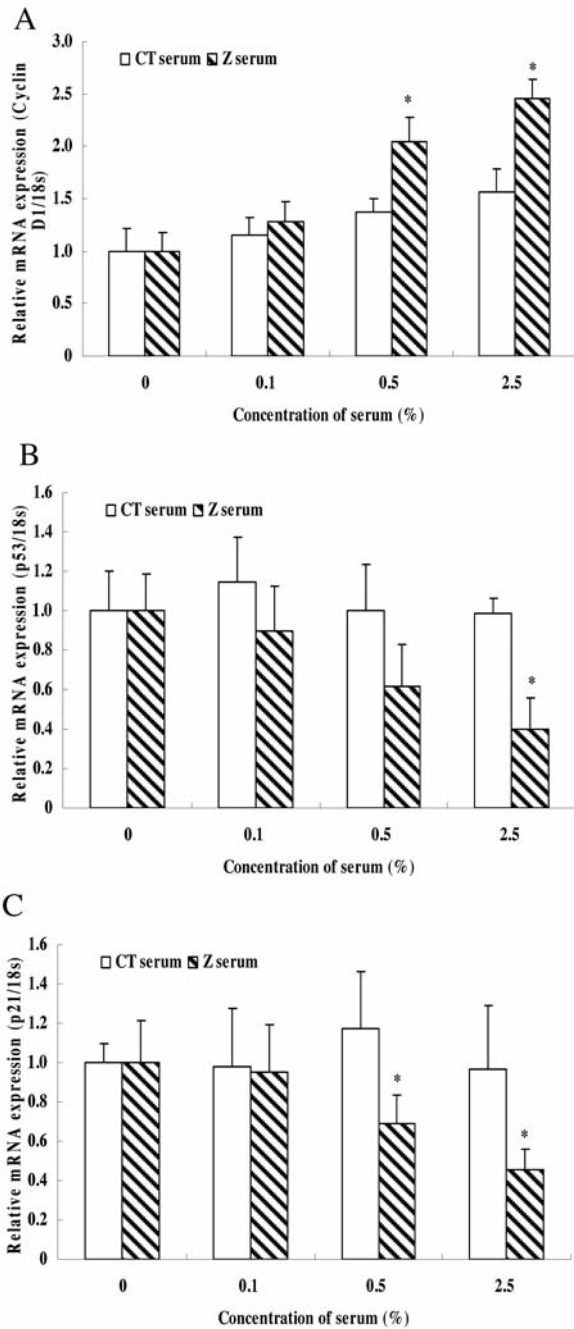 A
Relative mRNA expression (Cyclin
D1/18s)
3.0
2.5
2.0
1.5
1.0
0.5
0
CT serum Z serum
*
*
0 0.1 0.5 2.5
Concentration of serum (%)
B
Relative mRNA expression (p53/18s)
1.6
1.4
1.2
1.0
0.8
0.6
0.4
0.2
0
CT serum Z serum
*
0 0.1 0.5 2.5
Concentration of serum (%)
C
Relative mRNA expression (p21/18s)
1.6
1.4
1.2
1.0
0.8
0.6
0.4
0.2
0
CT serum Z serum
*
*
0 0.1 0.5 2.5
Concentration of serum (%)